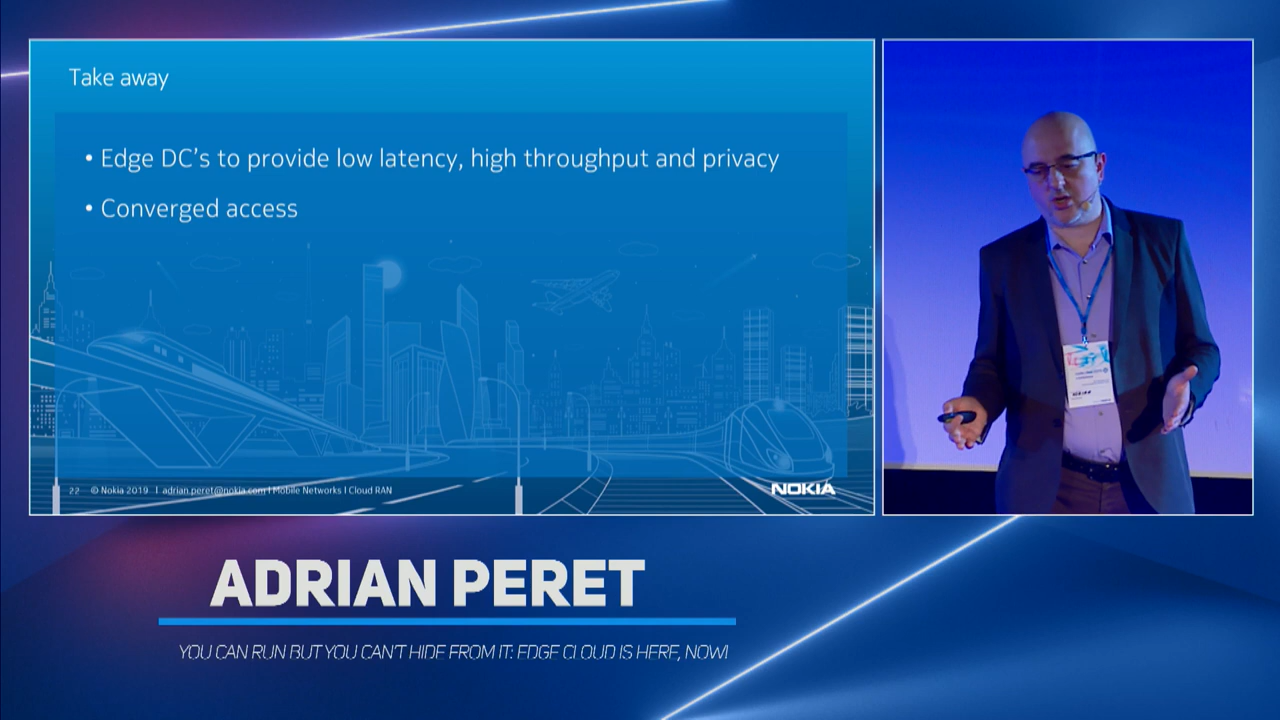 Take away
• Edge DC's to provide low latency, high throughput and privacy
• Converged access
22 © Nokia 2019 I adrian.peret@nokia.com I Mobile Networks I Cloud RAN
NOKIA
ADRIAN PERET
YOU CAN RUN BUT YOU CAN'T HIDE FROM IT: EDGE CLOUD IS HERE, NOW!